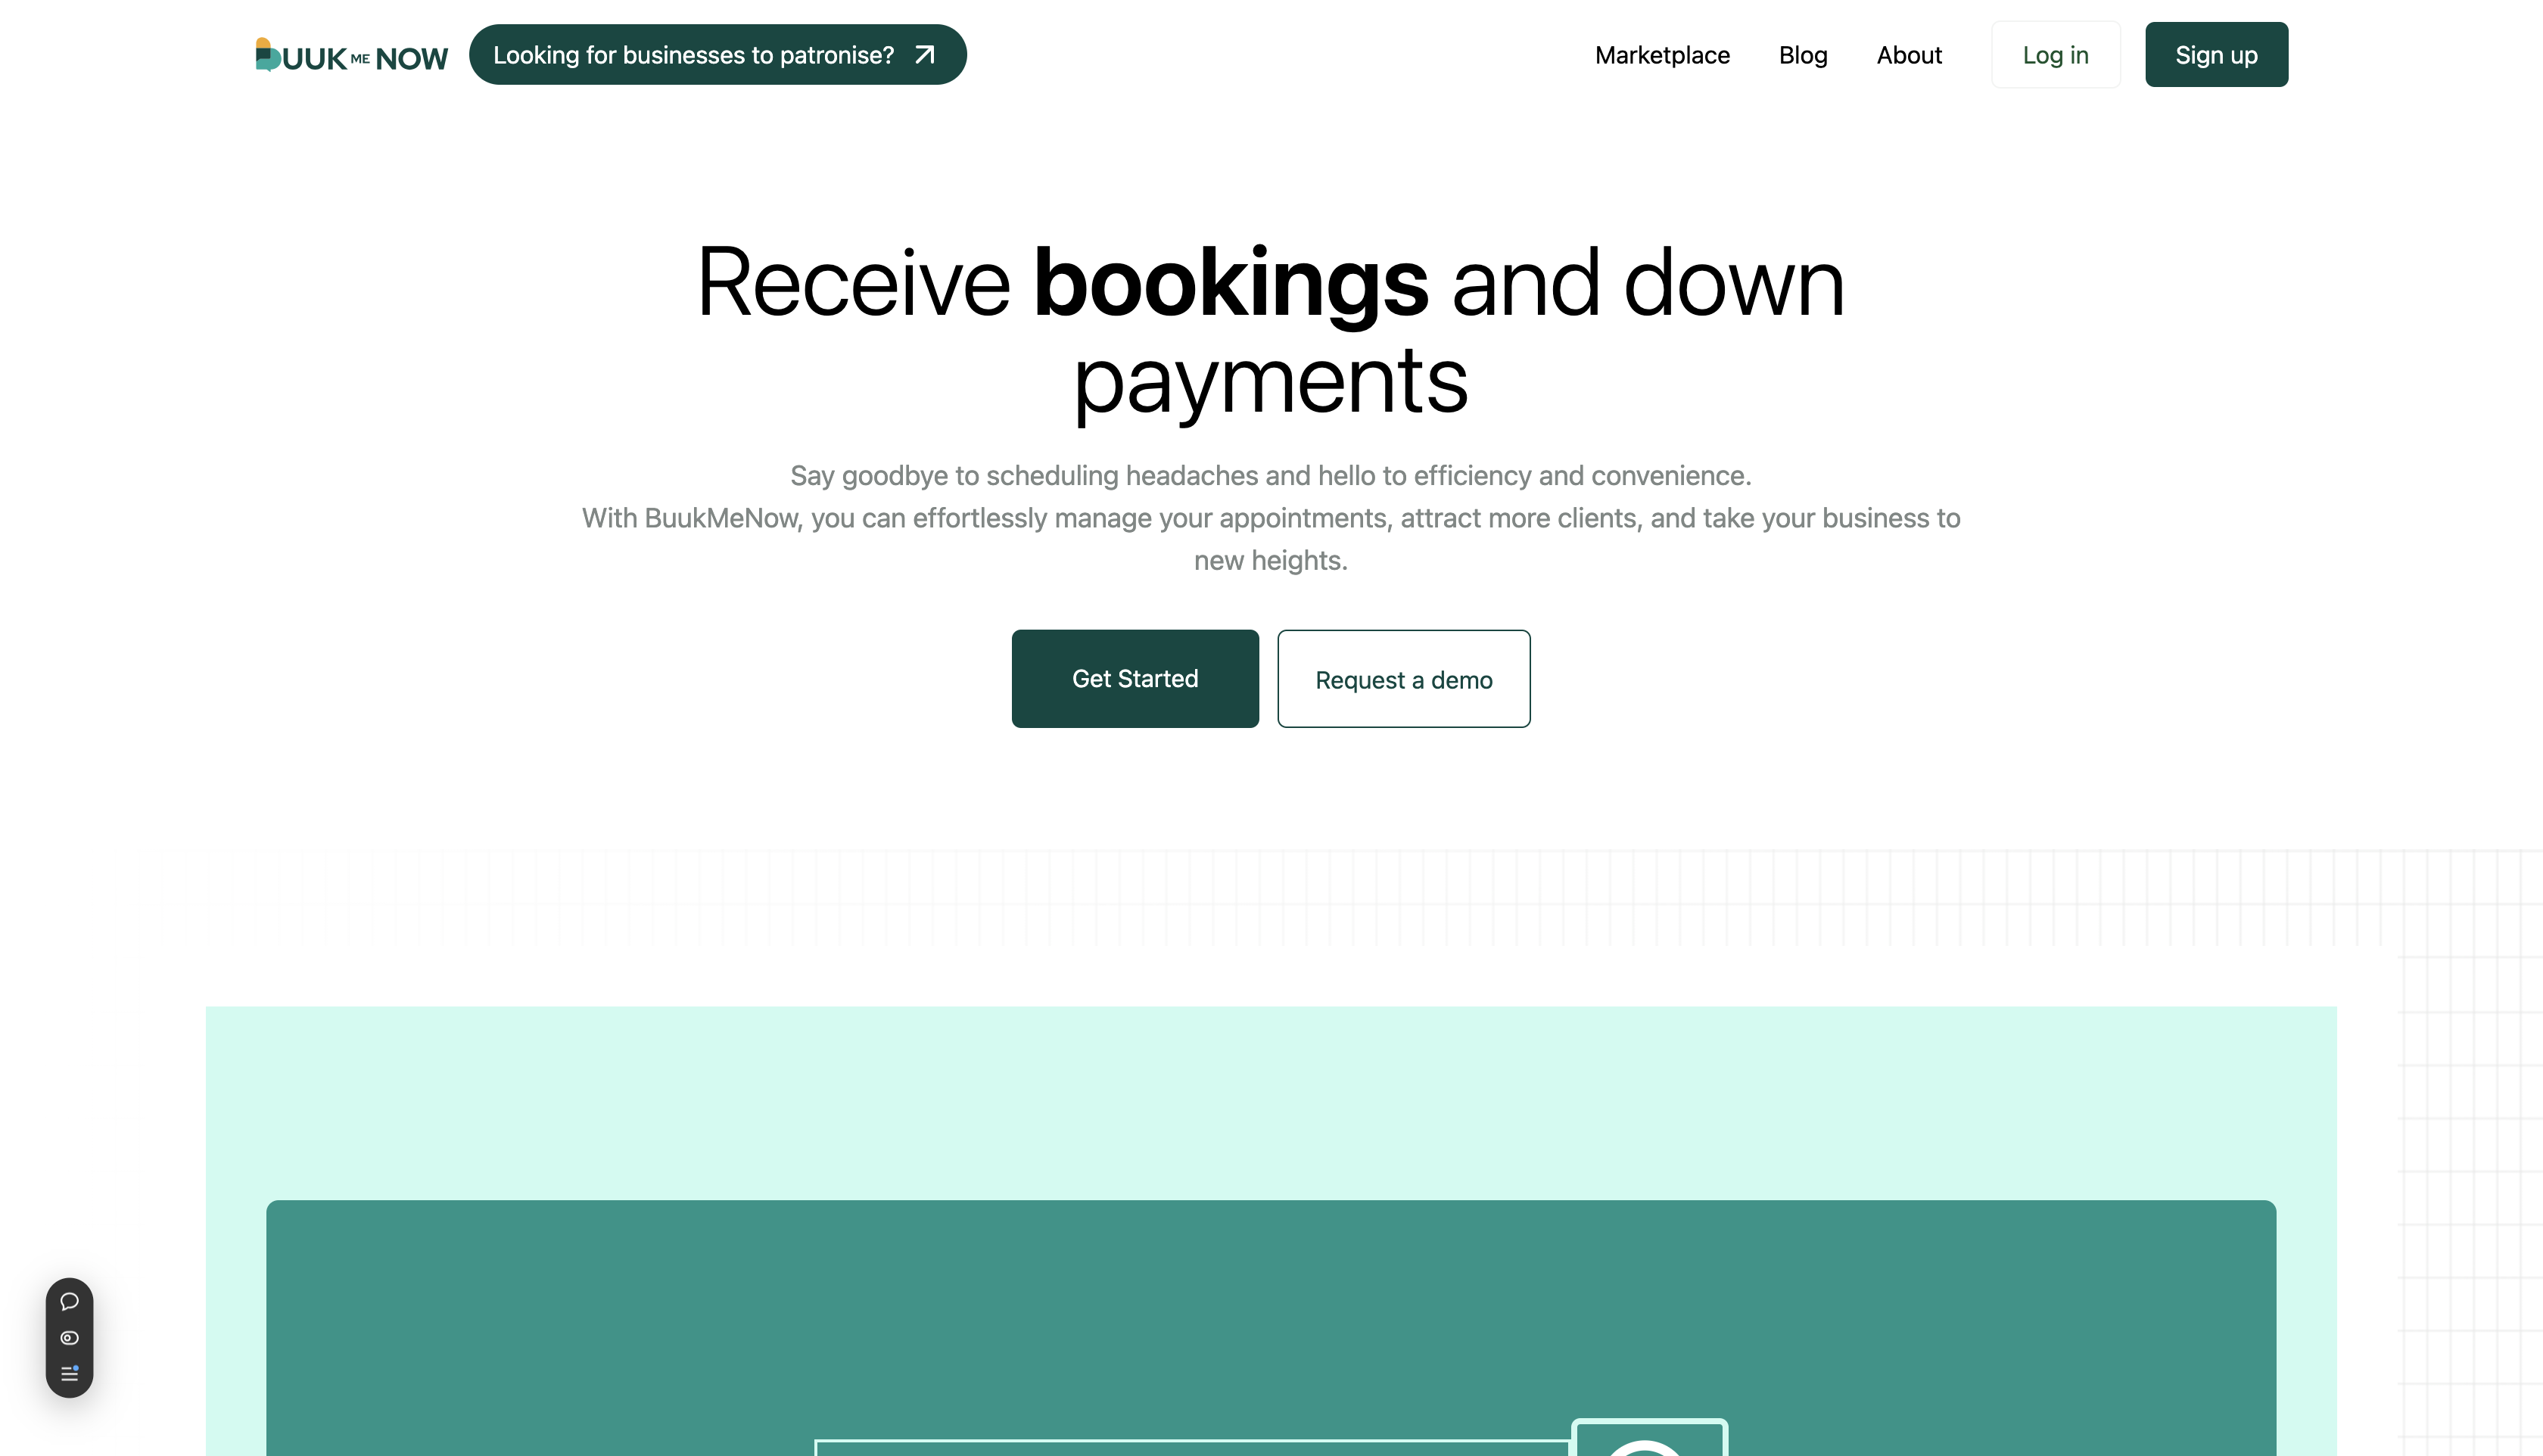 BUUK ME NOW
Looking for businesses to patronise?
Marketplace
Blog
About
Log in
Sign up
Receive bookings and down
payments
Say goodbye to scheduling headaches and hello to efficiency and convenience.
With BuukMeNow, you can effortlessly manage your appointments, attract more clients, and take your business to
new heights.
Get Started
Request a demo